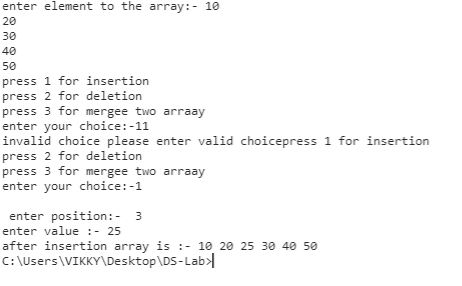 enter element to the array:- 10
20
30
40
50
press 1 for insertion
press 2 for deletion
press 3 for mergee two arraay
enter your choice:-11
invalid choice please enter valid choicepress 1 for insertion
press 2 for deletion
press 3 for mergee two arraay
enter your choice:-1
enter position:-  3
enter value :- 25
after insertion array is :- 10 20 25 30 40 50
C:\Users\VIKKY\Desktop\DS-Lab>